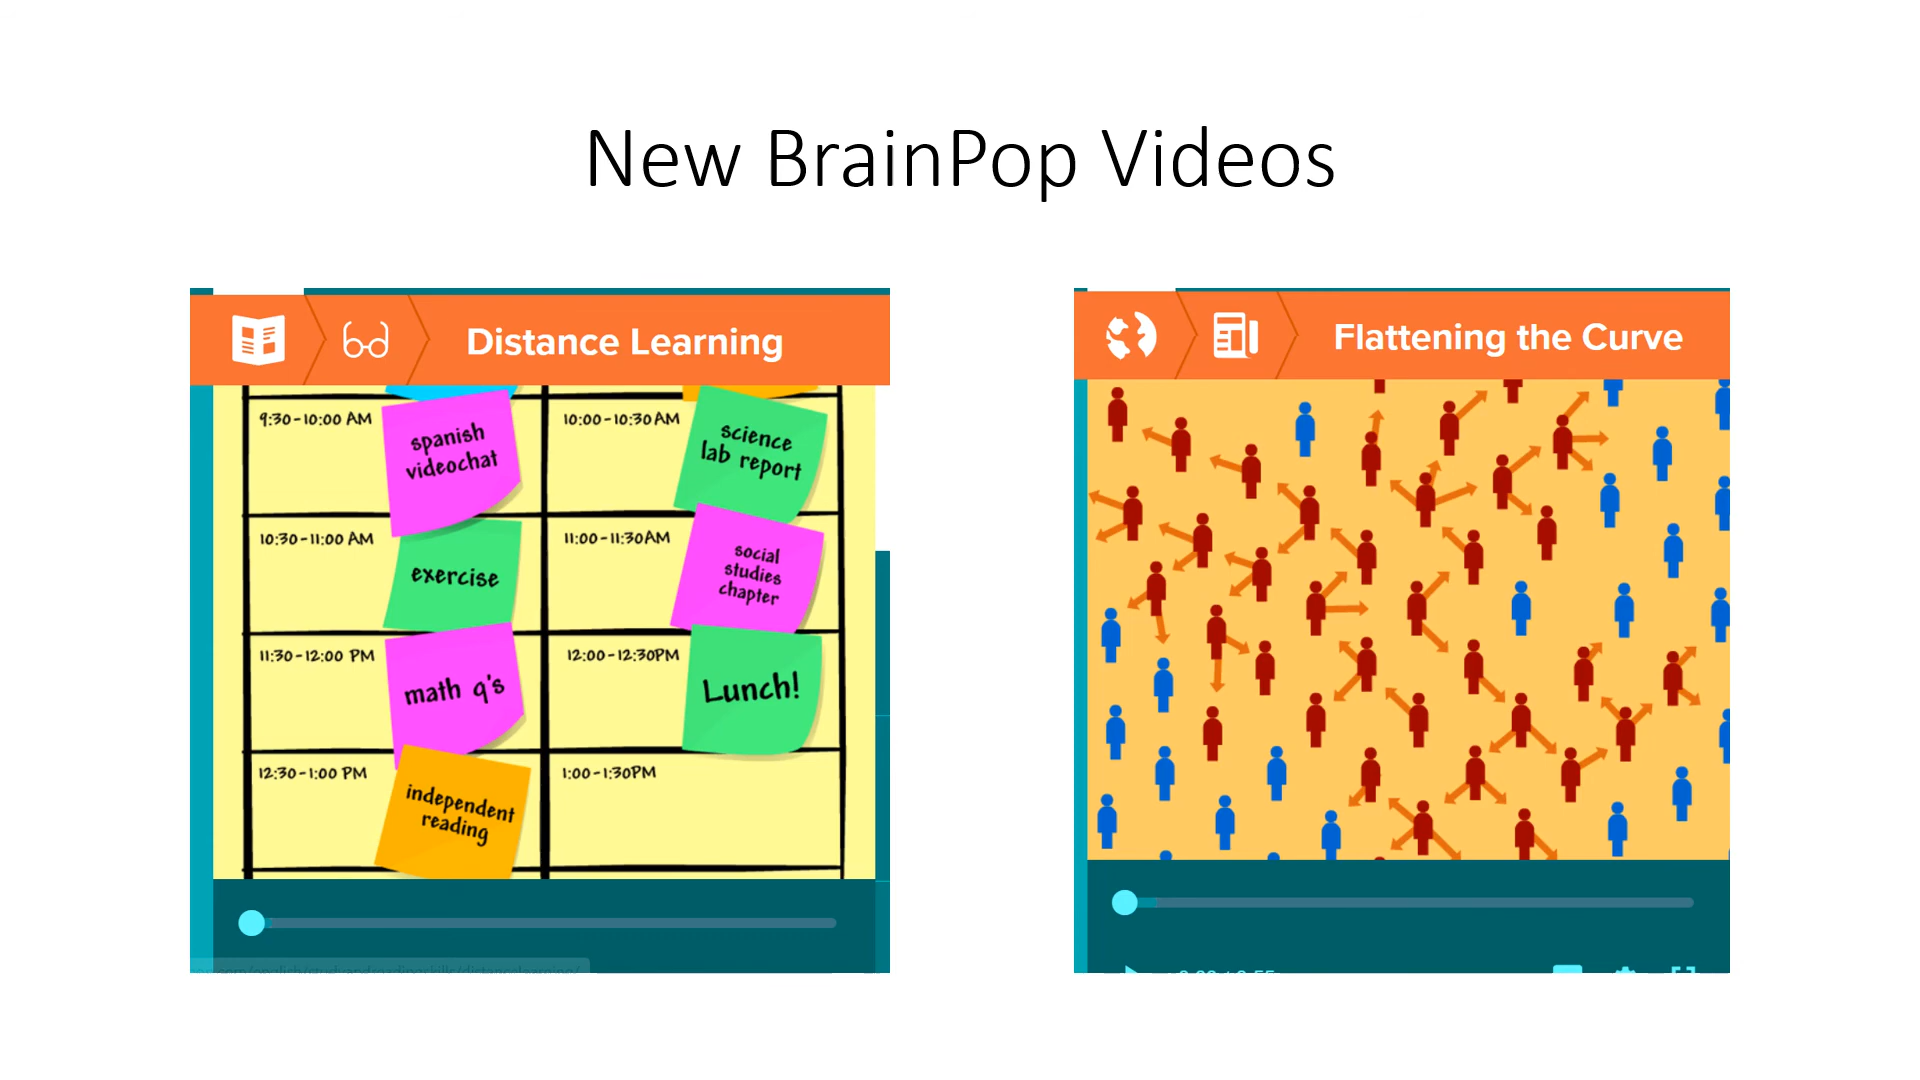 New BrainPop Videos
Distance Learning
9:30-10:00 AM
spanish
videochat
10:00-10:30 AM
science
lab report
10:30-11:00 AM
exercise
11:00-11:30AM
social
studies
chapter
11:30-12:00 PM
math q's
12:00-12:30PM
Lunch!
12:30-1:00 PM
independent
reading
1:00-1:30PM
Flattening the Curve